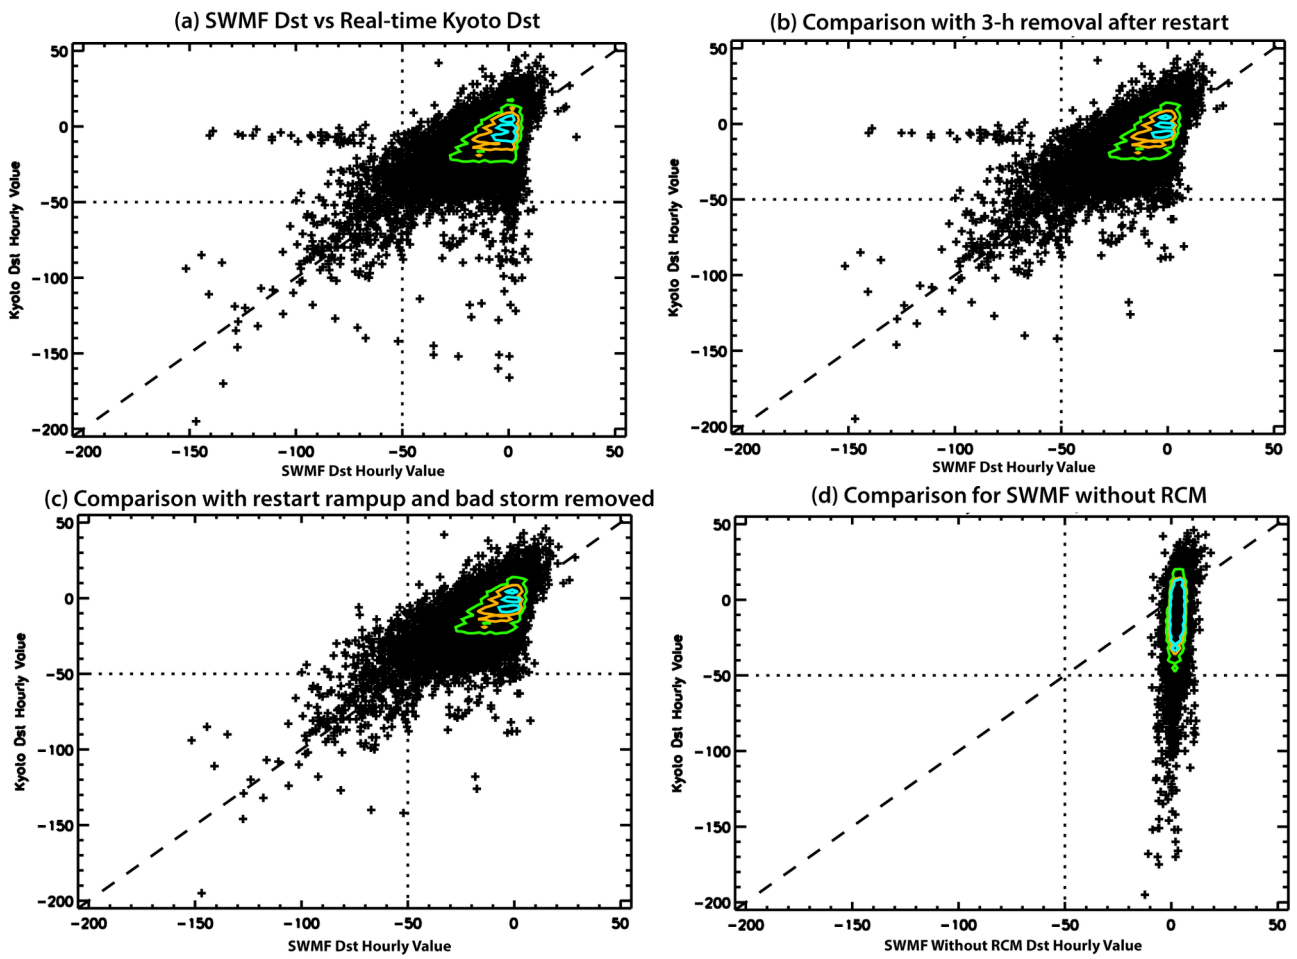 (a) SWMF Dst vs Real-time Kyoto Dst
50
0
−50
−100
−150
−200
Kyoto Dst Hourly Value
−200 −150 −100 −50 0 50
SWMF Dst Hourly Value
(b) Comparison with 3-h removal after restart
50
0
−50
−100
−150
−200
Kyoto Dst Hourly Value
−200 −150 −100 −50 0 50
SWMF Dst Hourly Value
(c) Comparison with restart rampup and bad storm removed
50
0
−50
−100
−150
−200
Kyoto Dst Hourly Value
−200 −150 −100 −50 0 50
SWMF Dst Hourly Value
(d) Comparison for SWMF without RCM
50
0
−50
−100
−150
−200
Kyoto Dst Hourly Value
−200 −150 −100 −50 0 50
SWMF Without RCM Dst Hourly Value